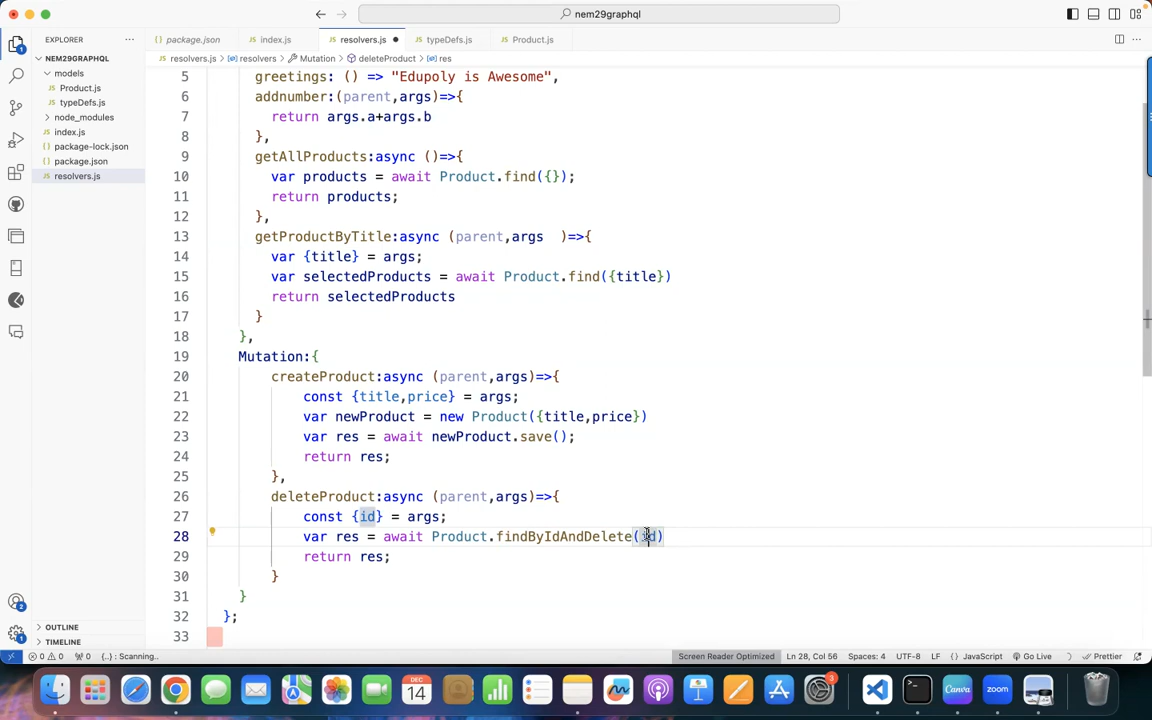 nem29graphql
EXPLORER
package.json
index.js
resolvers.js
typeDefs.js
Product.js
NEM29GRAPHQL
resolvers.js > resolvers > Mutation > deleteProduct > res
models
Product.js
typeDefs.js
node_modules
index.js
package-lock.json
package.json
resolvers.js
5 greetings: () => "Edupoly is Awesome",
6 addnumber:(parent,args)=>{
7 return args.a+args.b
8 },
9 getAllProducts:async ()=>{
10 var products = await Product.find({});
11 return products;
12 },
13 getProductByTitle:async (parent,args  )=>{
14 var {title} = args;
15 var selectedProducts = await Product.find({title})
16 return selectedProducts
17 }
18 },
19 Mutation:{
20 createProduct:async (parent,args)=>{
21 const {title,price} = args;
22 var newProduct = new Product({title,price})
23 var res = await newProduct.save();
24 return res;
25 },
26 deleteProduct:async (parent,args)=>{
27 const {id} = args;
28 var res = await Product.findByIdAndDelete(id)
29 return res;
30 }
31 }
32 };
33
OUTLINE
TIMELINE
0 0 0 {..} : Scanning..
Screen Reader Optimized
Ln 28, Col 56
Spaces: 4
UTF-8
LF
{} JavaScript
Go Live
Prettier
DEC
14
Canva
zoom